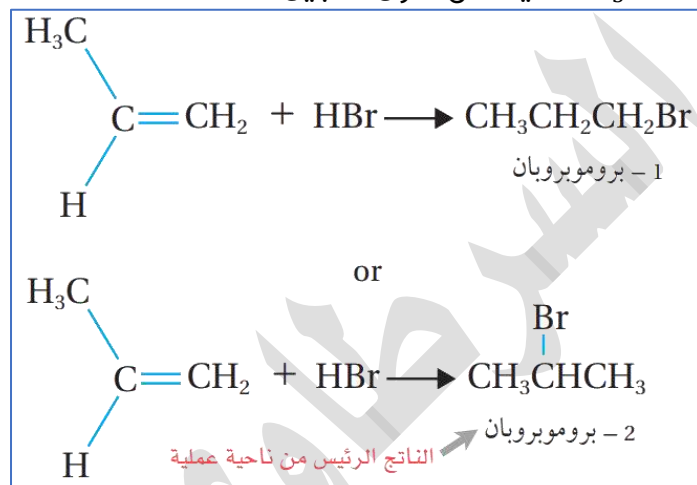 H₃C
C=CH₂ + HBr → CH₃CH₂CH₂Br
H
1 – بروموبروبان
or
H₃C
Br
C=CH₂ + HBr → CH₃CHCH₃
2 – بروموبروبان
H
الناتج الرئيس من ناحية عملية